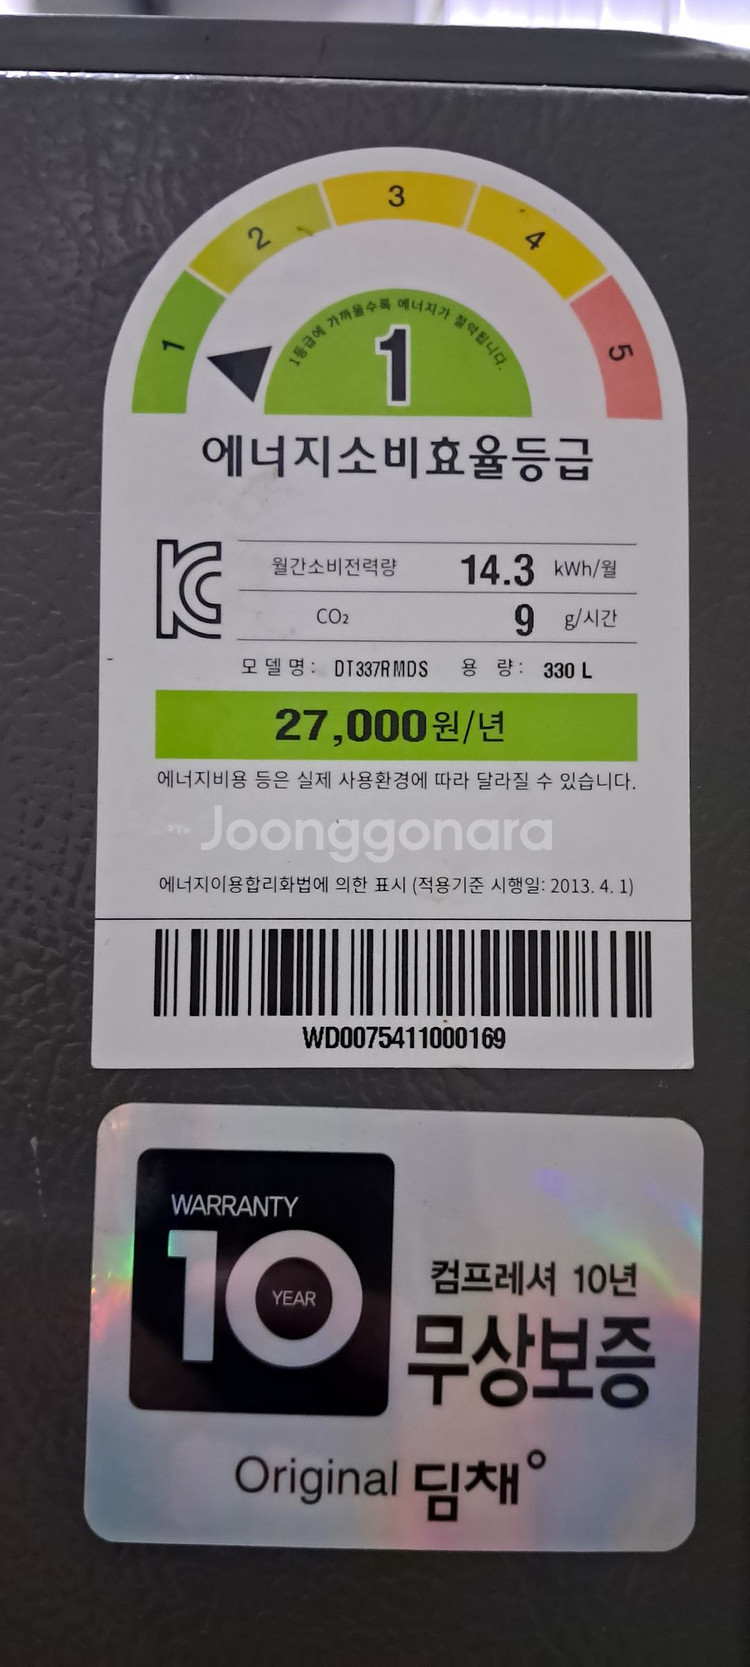 1 2 3 4 5
1등급에 가까울수록 에너지가 절약됩니다.
1
에너지소비효율등급
월간소비전력량 14.3 kWh/월
CO₂ 9 g/시간
모델명: DT337RMDS 용 량: 330 L
27,000원/년
에너지비용 등은 실제 사용환경에 따라 달라질 수 있습니다.
Joonggonara
에너지이용합리화법에 의한 표시 (적용기준 시행일: 2013. 4. 1)
WD0075411000169
WARRANTY
10
YEAR
컴프레셔 10년
무상보증
Original 딤채